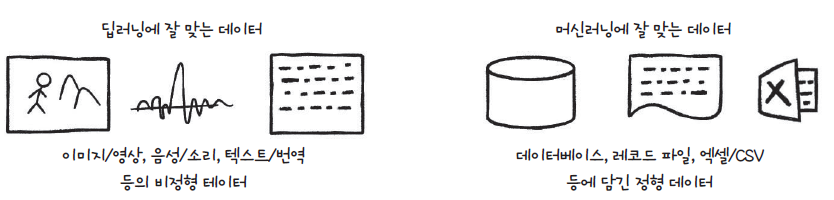 딥러닝에 잘 맞는 데이터
이미지/영상, 음성/소리, 텍스트/번역
등의 비정형 테이터
머신러닝에 잘 맞는 데이터
X
데이터베이스, 레코드 파일, 엑셀/CSV
등에 담긴 정형 데이터